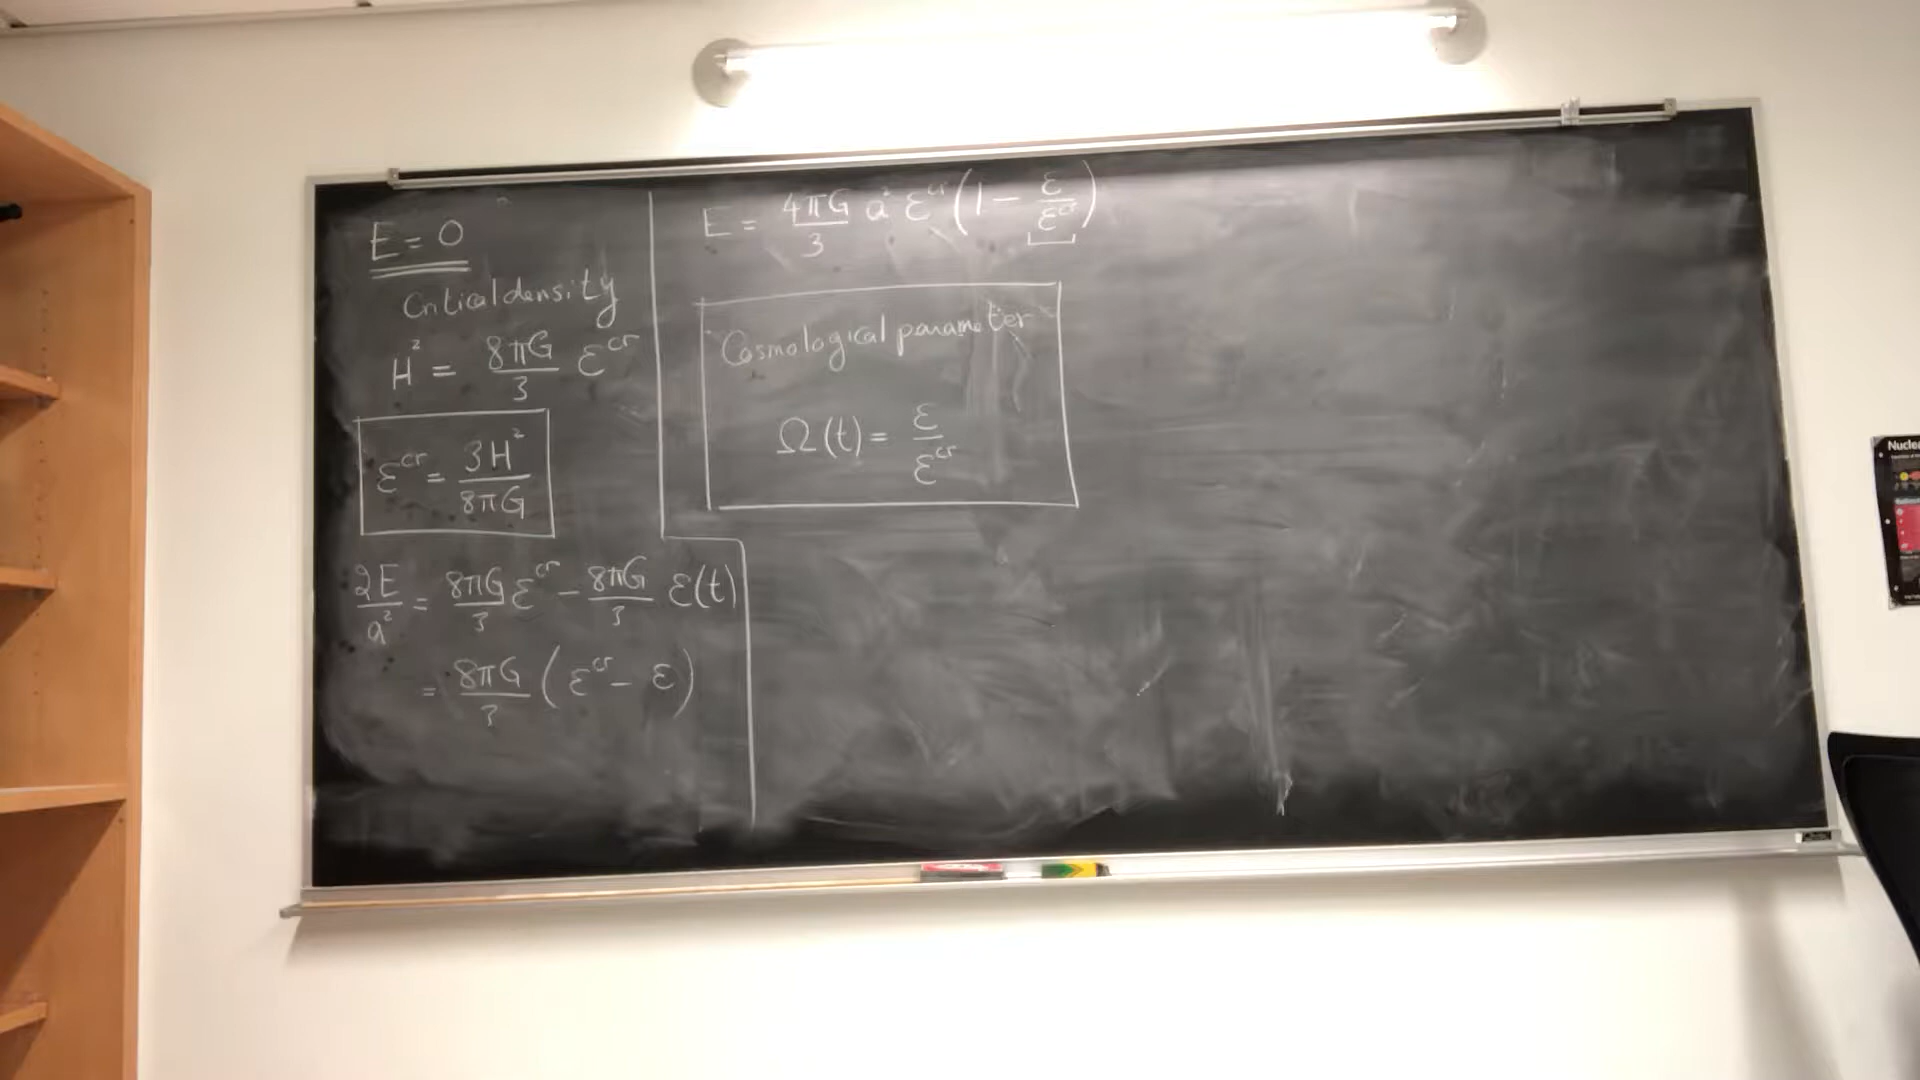 E = 0
Critical density
H² = 8πG/3 ε^cr
ε^cr = 3H²/8πG
2E/a² = 8πG/3 ε^cr − 8πG/3 ε(t)
= 8πG/3 (ε^cr − ε)
E = 4πG/3 a² ε^cr (1 − ε/ε^cr)
Cosmological parameter
Ω(t) = ε/ε^cr
Nuclea